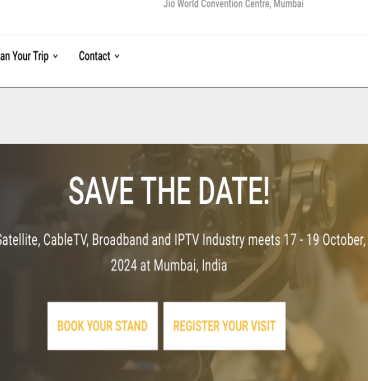 Jio World Convention Centre, Mumbai
an Your Trip
Contact
SAVE THE DATE!
Satellite, CableTV, Broadband and IPTV Industry meets 17 - 19 October,
2024 at Mumbai, India
BOOK YOUR STAND
REGISTER YOUR VISIT